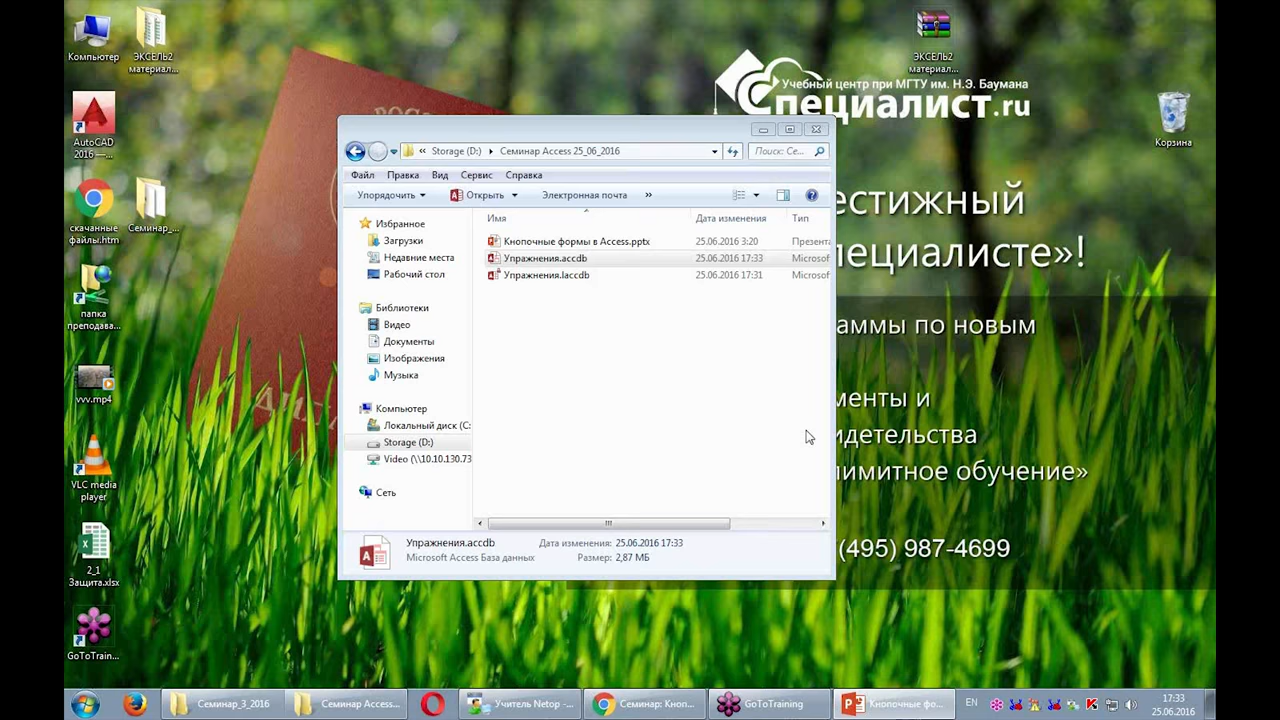 Компьютер
ЭКСЕЛЬ2
материал...
ЭКСЕЛЬ2
материал...
Корзина
AutoCAD
2016 —...
скачанные
файлы.htm
Семинар_...
папка
преподава...
vvv.mp4
VLC media
player
2_1
Защита.xlsx
GoToTrain...
Учебный центр при МГТУ им. Н.Э. Баумана
Специалист.ru
естижный
пециалисте»!
аммы по новым
менты и
идетельства
лимитное обучение»
(495) 987-4699
« Storage (D:) ▸ Семинар Access 25_06_2016
Поиск: Се...
Файл Правка Вид Сервис Справка
Упорядочить Открыть Электронная почта »
Имя Дата изменения Тип
Кнопочные формы в Access.pptx 25.06.2016 3:20 Презента
Упражнения.accdb 25.06.2016 17:33 Microsof
Упражнения.laccdb 25.06.2016 17:31 Microsof
Избранное
Загрузки
Недавние места
Рабочий стол
Библиотеки
Видео
Документы
Изображения
Музыка
Компьютер
Локальный диск (C:
Storage (D:)
Video (\\10.10.130.73
Сеть
Упражнения.accdb Дата изменения: 25.06.2016 17:33
Microsoft Access База данных Размер: 2,87 МБ
Семинар_3_2016
Семинар Access...
Учитель Netop -...
Семинар: Кноп...
GoToTraining
Кнопочные фо...
EN
17:33
25.06.2016